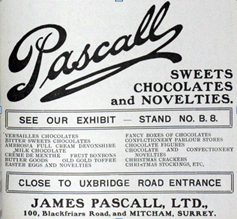 Pascall
SWEETS
CHOCOLATES
and NOVELTIES.
SEE OUR EXHIBIT — STAND NO. B.8.
VERSAILLES CHOCOLATES
BITTER SWEETS CHOCOLATES
AMBROSIA FULL CREAM DEVONSHIRE
MILK CHOCOLATE
CRÈME DE MENTHE FRUIT BONBONS
BUTTER GOODS OLD GOLD TOFFEE
EASTER EGGS AND NOVELTIES
FANCY BOXES OF CHOCOLATES
CONFECTIONERY PARLOUR STORES
CHOCOLATE FIGURES
CHOCOLATE AND CONFECTIONERY
NOVELTIES
CHRISTMAS CRACKERS
CHRISTMAS STOCKINGS, ETC.
CLOSE TO UXBRIDGE ROAD ENTRANCE
JAMES PASCALL, LTD.,
100, Blackfriars Road, and MITCHAM, SURREY.